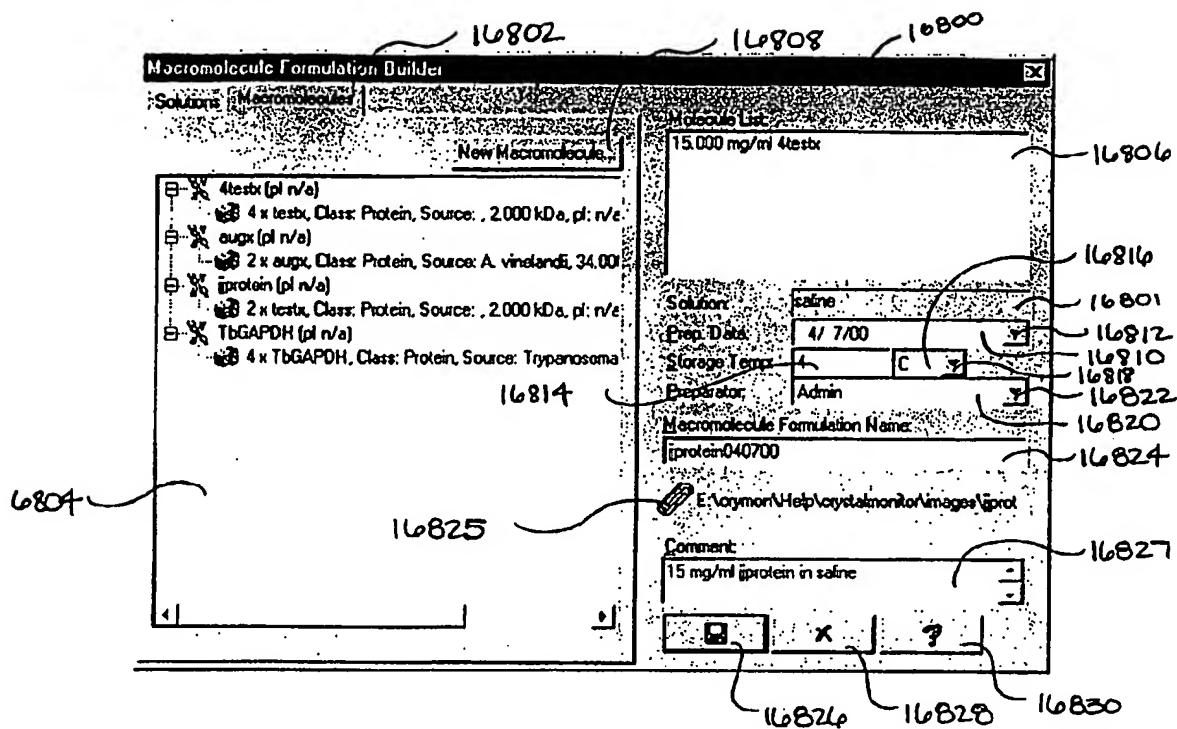 16802
16808
16800
Macromolecule Formulation Builder
Solutions Macromolecules
New Macromolecule...
4testx (pI n/a)
4 x testx, Class: Protein, Source: , 2.000 kDa, pI: n/a
augx (pI n/a)
2 x augx, Class: Protein, Source: A. vinelandi, 34.00
jjprotein (pI n/a)
2 x testx, Class: Protein, Source: , 2.000 kDa, pI: n/a
TbGAPDH (pI n/a)
4 x TbGAPDH, Class: Protein, Source: Trypanosoma
6804
Molecule List:
15.000 mg/ml 4testx
16806
16816
Solution: saline
16801
Prep. Date: 4/ 7/00
16812
16810
Storage Temp: 4 C
16818
16814
Preparator: Admin
16822
16820
Macromolecule Formulation Name:
jjprotein040700
16824
E:\crymon\Help\crystalmonitor\images\jjprot
16825
Comment:
15 mg/ml jjprotein in saline
16827
x
?
16826
16828
16830